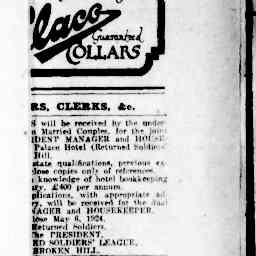 laco
Guaranteed
COLLARS
RS, CLERKS, &c.
S will be received by the under-
n Married Couples, for the joint
IDENT MANAGER and HOUSE-
Palace Hotel (Returned Soldiers'
Hill.
state qualifications, previous ex-
close copies only of references.
knowledge of hotel bookkeeping
ary, £400 per annum.
plications, with appropriate ad-
ry, will be received for the dual
NAGER and HOUSEKEEPER,
close May 6, 1924.
Returned Soldiers.
The PRESIDENT,
ED SOLDIERS' LEAGUE,
BROKEN HILL.